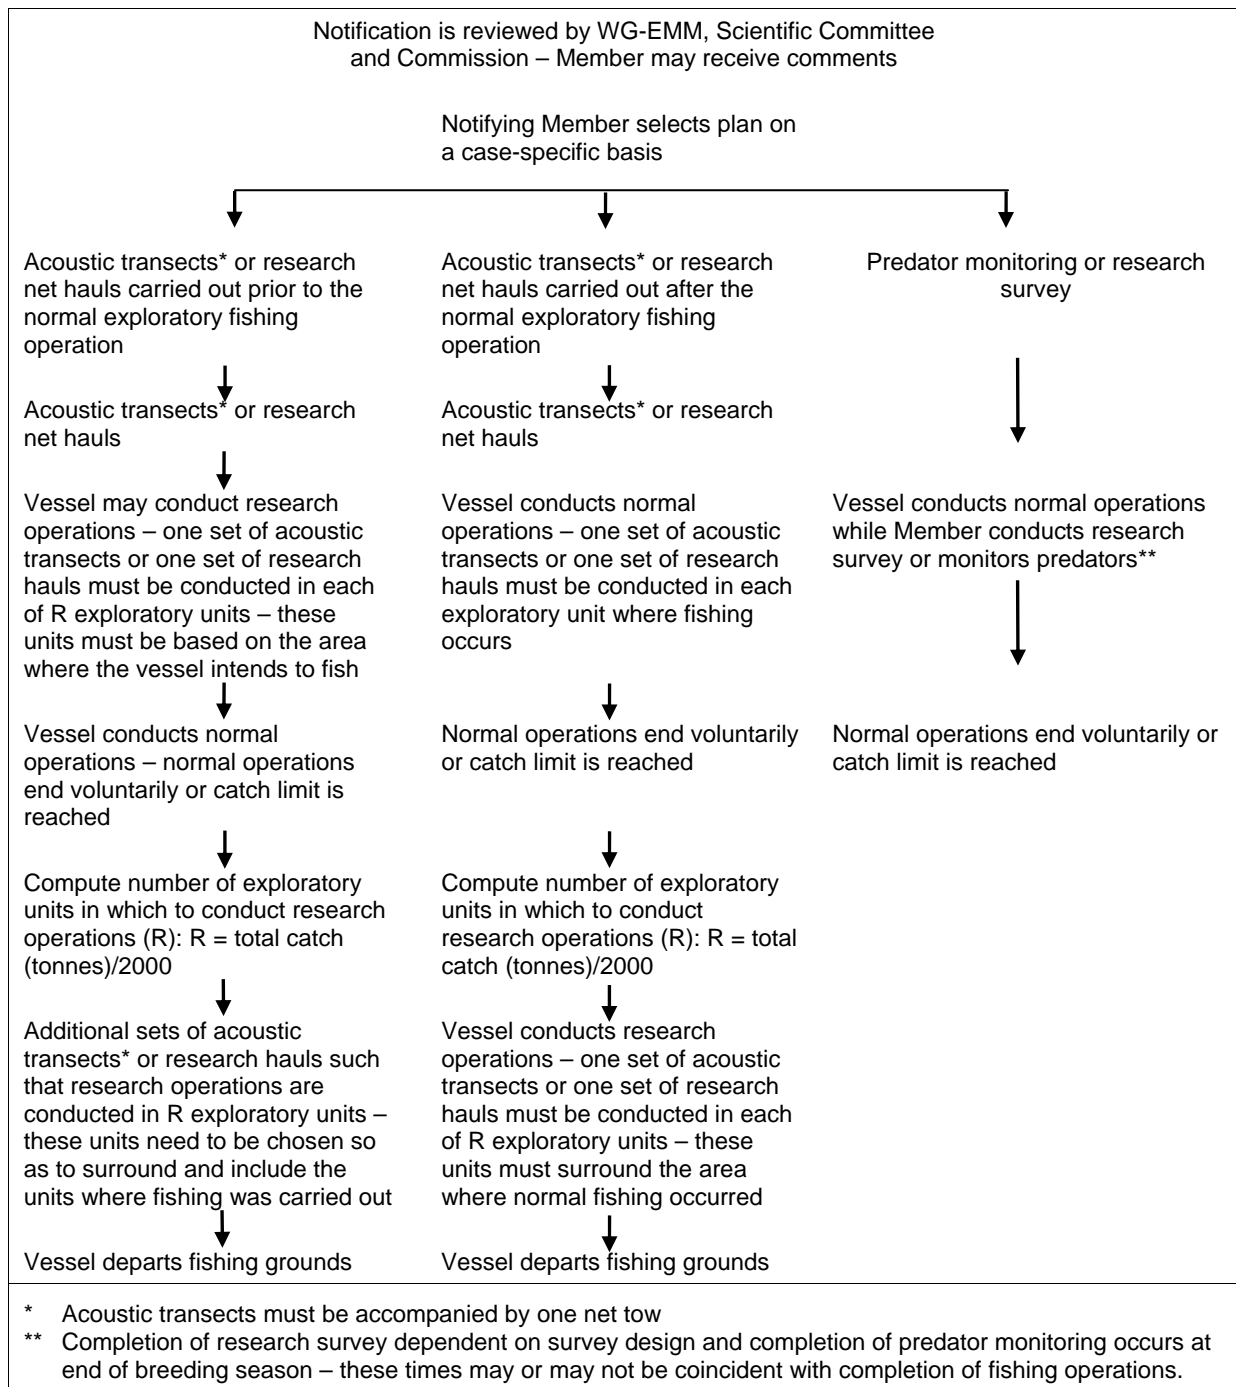 Notification is reviewed by WG-EMM, Scientific Committee
and Commission – Member may receive comments
Notifying Member selects plan on
a case-specific basis
Acoustic transects* or research
net hauls carried out prior to the
normal exploratory fishing
operation
Acoustic transects* or research
net hauls
Vessel may conduct research
operations – one set of acoustic
transects or one set of research
hauls must be conducted in each
of R exploratory units – these
units must be based on the area
where the vessel intends to fish
Vessel conducts normal
operations – normal operations
end voluntarily or catch limit is
reached
Compute number of exploratory
units in which to conduct research
operations (R): R = total catch
(tonnes)/2000
Additional sets of acoustic
transects* or research hauls such
that research operations are
conducted in R exploratory units –
these units need to be chosen so
as to surround and include the
units where fishing was carried out
Vessel departs fishing grounds
Acoustic transects* or research
net hauls carried out after the
normal exploratory fishing
operation
Acoustic transects* or research
net hauls
Vessel conducts normal
operations – one set of acoustic
transects or one set of research
hauls must be conducted in each
exploratory unit where fishing
occurs
Normal operations end voluntarily
or catch limit is reached
Compute number of exploratory
units in which to conduct
research operations (R): R = total
catch (tonnes)/2000
Vessel conducts research
operations – one set of acoustic
transects or one set of research
hauls must be conducted in each
of R exploratory units – these
units must surround the area
where normal fishing occurred
Vessel departs fishing grounds
Predator monitoring or research
survey
Vessel conducts normal operations
while Member conducts research
survey or monitors predators**
Normal operations end voluntarily or
catch limit is reached
* Acoustic transects must be accompanied by one net tow
** Completion of research survey dependent on survey design and completion of predator monitoring occurs at
end of breeding season – these times may or may not be coincident with completion of fishing operations.